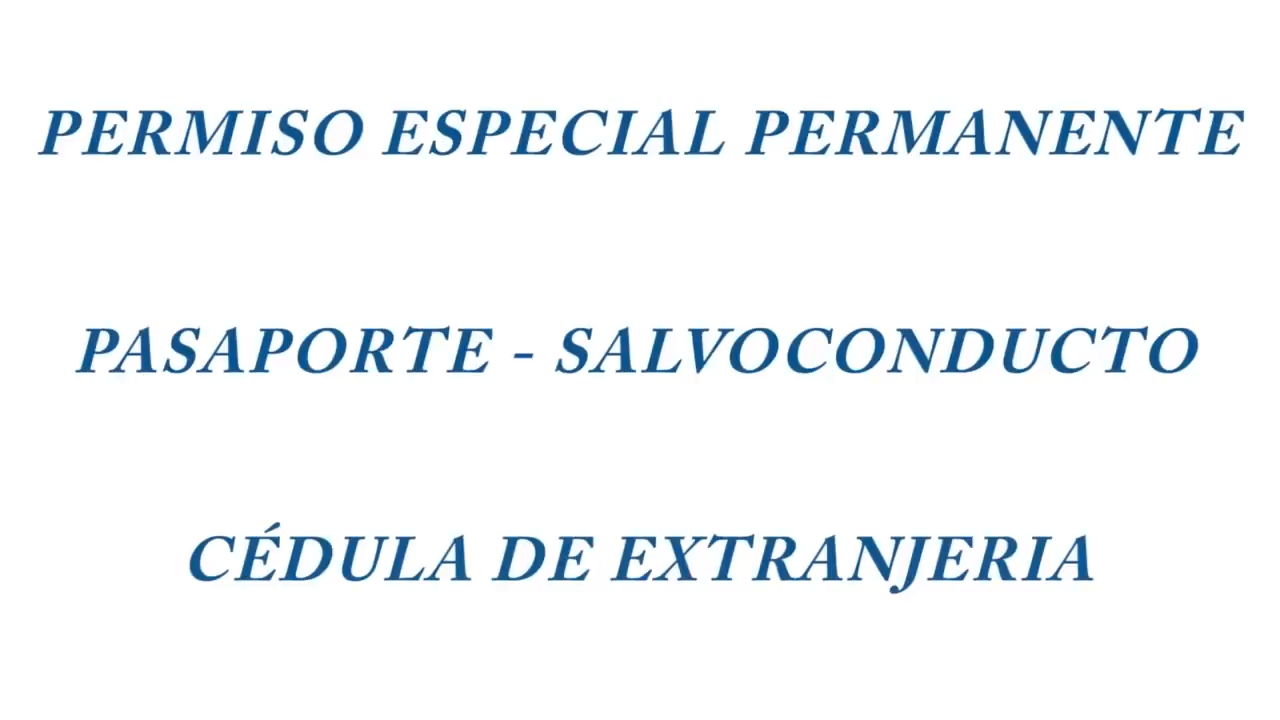 PERMISO ESPECIAL PERMANENTE
PASAPORTE - SALVOCONDUCTO
CÉDULA DE EXTRANJERIA